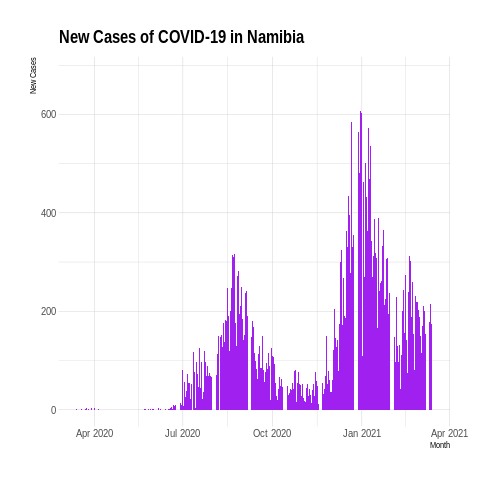 New Cases of COVID-19 in Namibia
New Cases
600
400
200
0
Apr 2020
Jul 2020
Oct 2020
Jan 2021
Apr 2021
Month